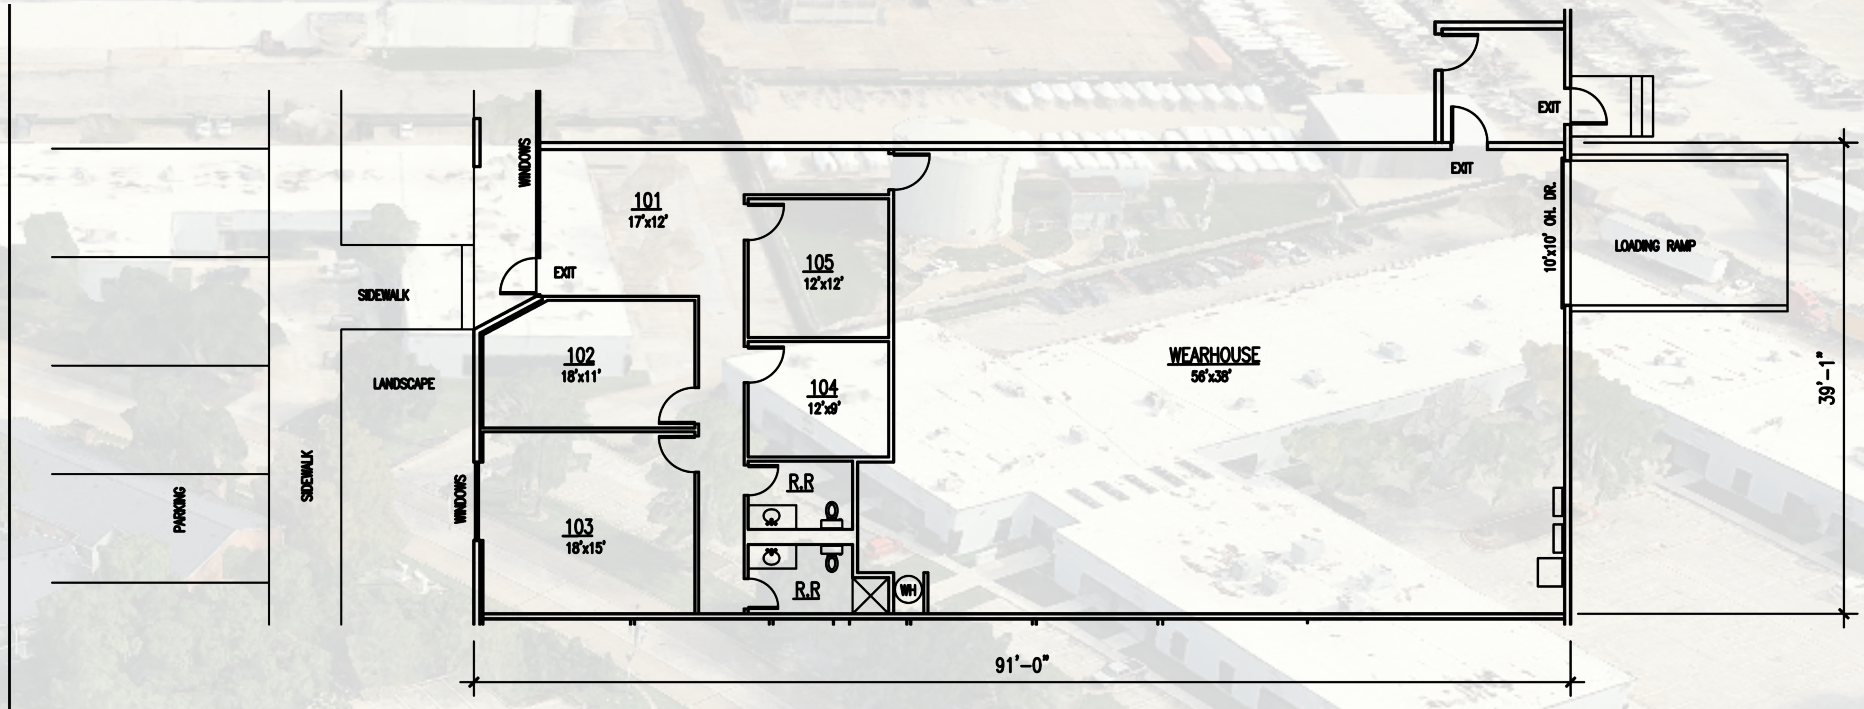 EXIT
WINDOWS
EXIT
101
17'x12'
10'x10' OH. DR.
LOADING RAMP
105
12'x12'
EXIT
SIDEWALK
102
18'x11'
WEARHOUSE
56'x38'
LANDSCAPE
104
12'x9'
39'-1"
SIDEWALK
WINDOWS
R.R
PARKING
103
18'x15'
R.R
WH
91'-0"